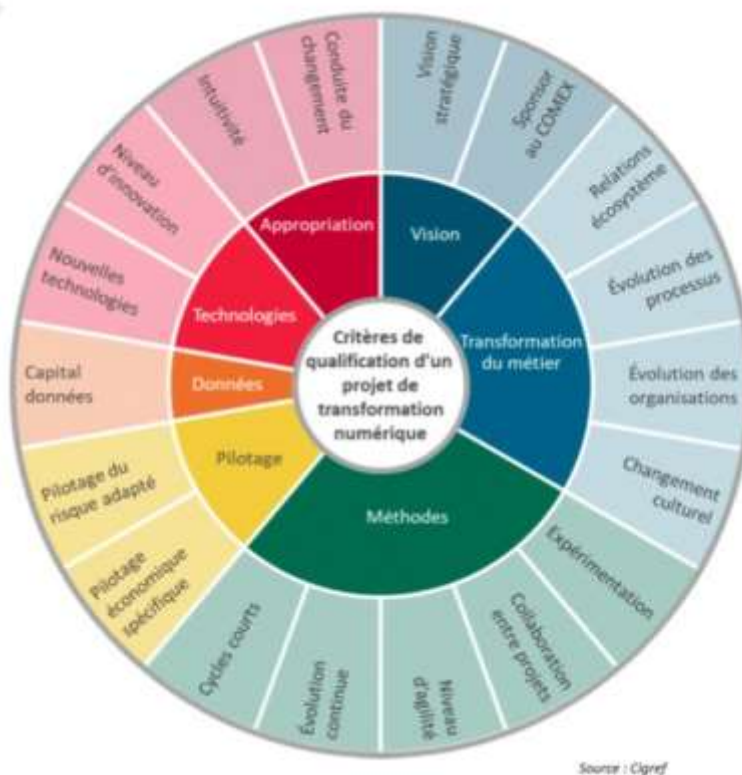 Critères de
qualification d'un
projet de
transformation
numérique
Vision
Vision
stratégique
Sponsor
au COMEX
Transformation
du métier
Relations
écosystème
Évolution des
processus
Évolution des
organisations
Changement
culturel
Méthodes
Expérimentation
Collaboration
entre projets
Niveau
d'agilité
Évolution
continue
Cycles courts
Pilotage
Pilotage
économique
spécifique
Pilotage du
risque adapté
Données
Capital
données
Technologies
Nouvelles
technologies
Niveau
d'innovation
Appropriation
Intuitivité
Conduite du
changement
Source : Cigref